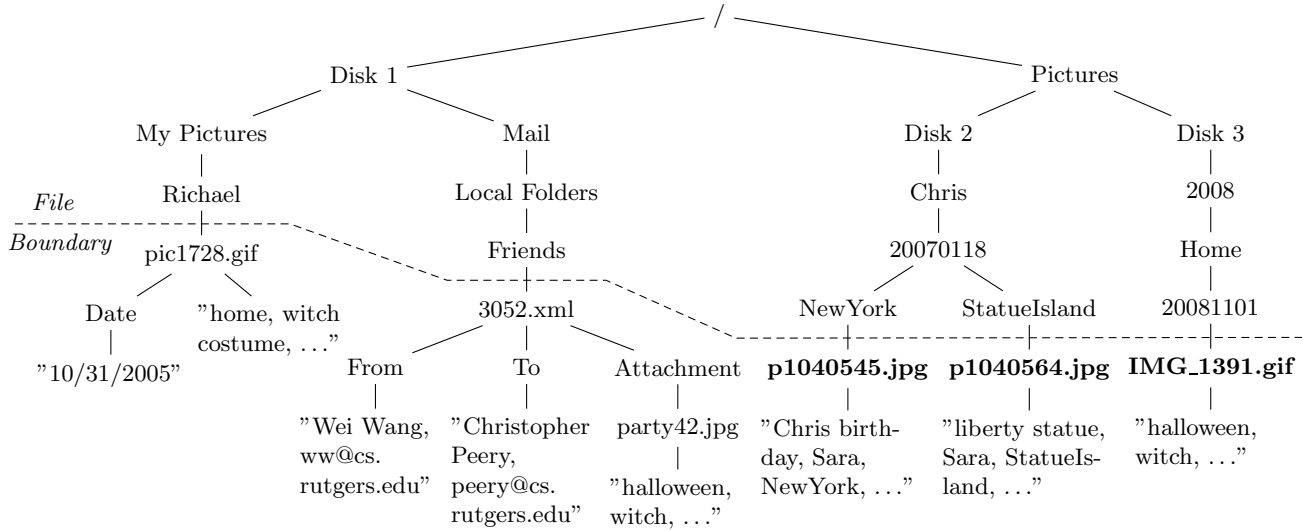 /
Disk 1
Pictures
My Pictures
Mail
Disk 2
Disk 3
Richael
Local Folders
Chris
2008
File
Boundary
pic1728.gif
Friends
20070118
Home
Date
"home, witch
costume, ..."
3052.xml
NewYork
StatueIsland
20081101
"10/31/2005"
From
To
Attachment
p1040545.jpg
p1040564.jpg
IMG_1391.gif
"Wei Wang,
ww@cs.
rutgers.edu"
"Christopher
Peery,
peery@cs.
rutgers.edu"
party42.jpg
"halloween,
witch, ..."
"Chris birth-
day, Sara,
NewYork, ..."
"liberty statue,
Sara, StatueIs-
land, ..."
"halloween,
witch, ..."